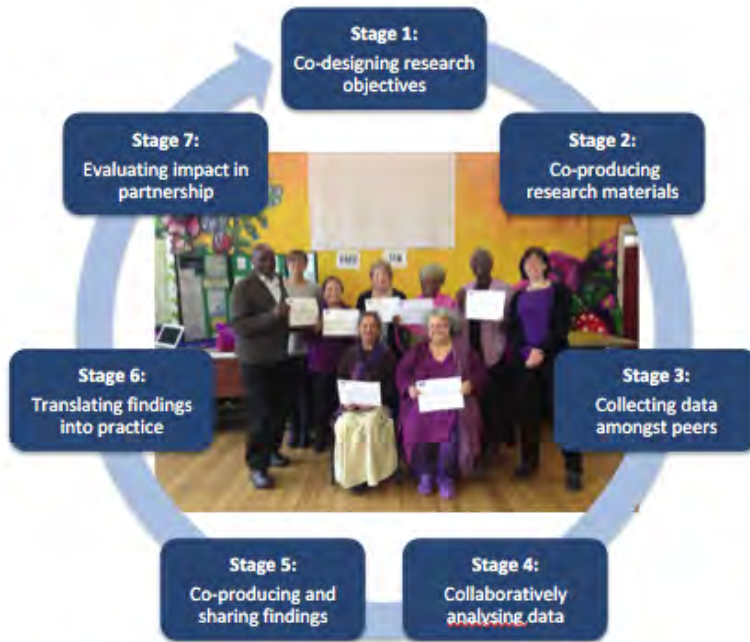 Stage 1:
Co-designing research
objectives
Stage 2:
Co-producing
research materials
Stage 3:
Collecting data
amongst peers
Stage 4:
Collaboratively
analysing data
Stage 5:
Co-producing and
sharing findings
Stage 6:
Translating findings
into practice
Stage 7:
Evaluating impact in
partnership